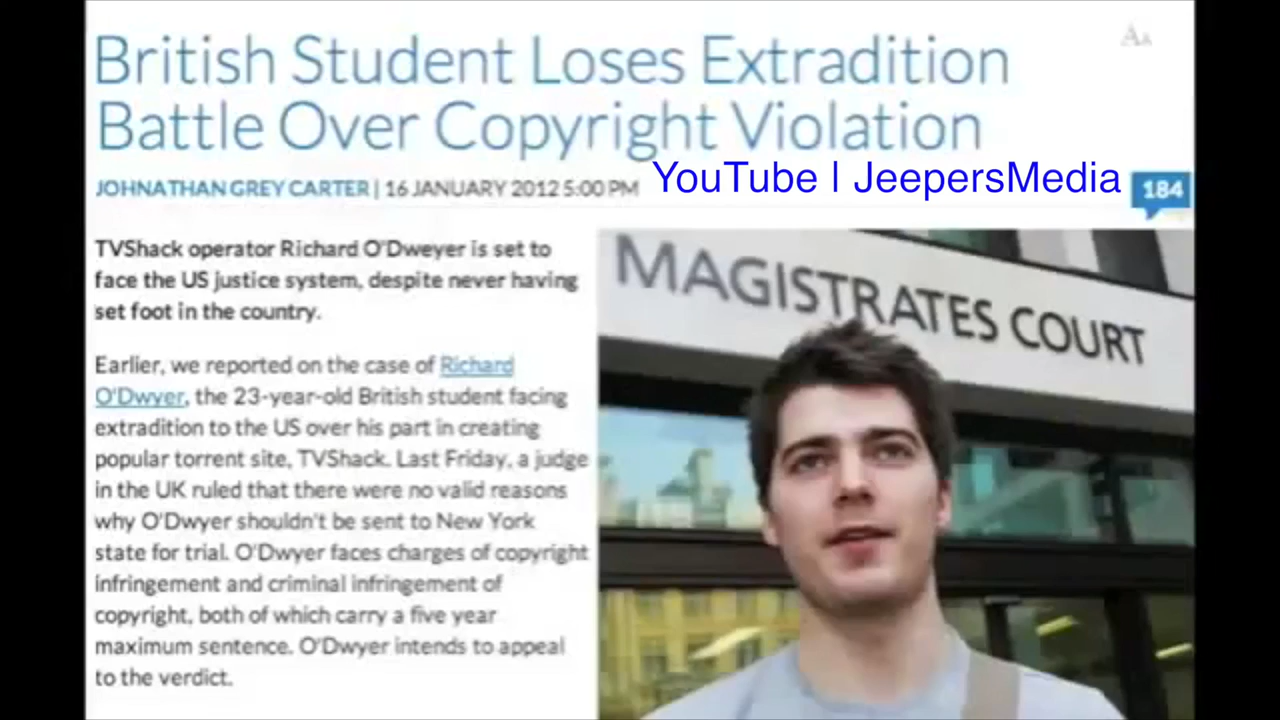 British Student Loses Extradition
Battle Over Copyright Violation
JOHNATHAN GREY CARTER | 16 JANUARY 2012 5:00 PM
YouTube | JeepersMedia
184
AA
TVShack operator Richard O'Dweyer is set to
face the US justice system, despite never having
set foot in the country.
Earlier, we reported on the case of Richard
O'Dwyer, the 23-year-old British student facing
extradition to the US over his part in creating
popular torrent site, TVShack. Last Friday, a judge
in the UK ruled that there were no valid reasons
why O'Dwyer shouldn't be sent to New York
state for trial. O'Dwyer faces charges of copyright
infringement and criminal infringement of
copyright, both of which carry a five year
maximum sentence. O'Dwyer intends to appeal
to the verdict.
MAGISTRATES COURT